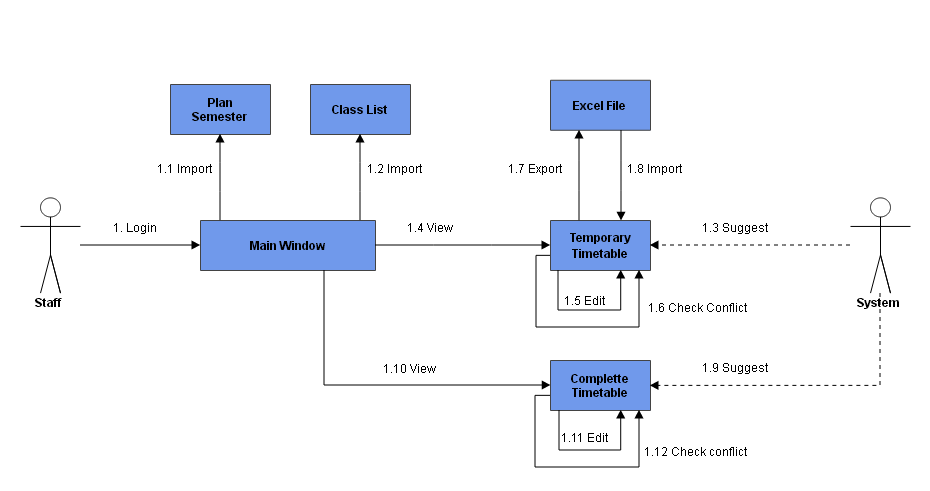 Plan
Semester
Class List
Excel File
1.1 Import
1.2 Import
1.7 Export
1.8 Import
1. Login
Main Window
1.4 View
Temporary
Timetable
1.3 Suggest
Staff
1.5 Edit
1.6 Check Conflict
System
1.10 View
Complette
Timetable
1.9 Suggest
1.11 Edit
1.12 Check conflict